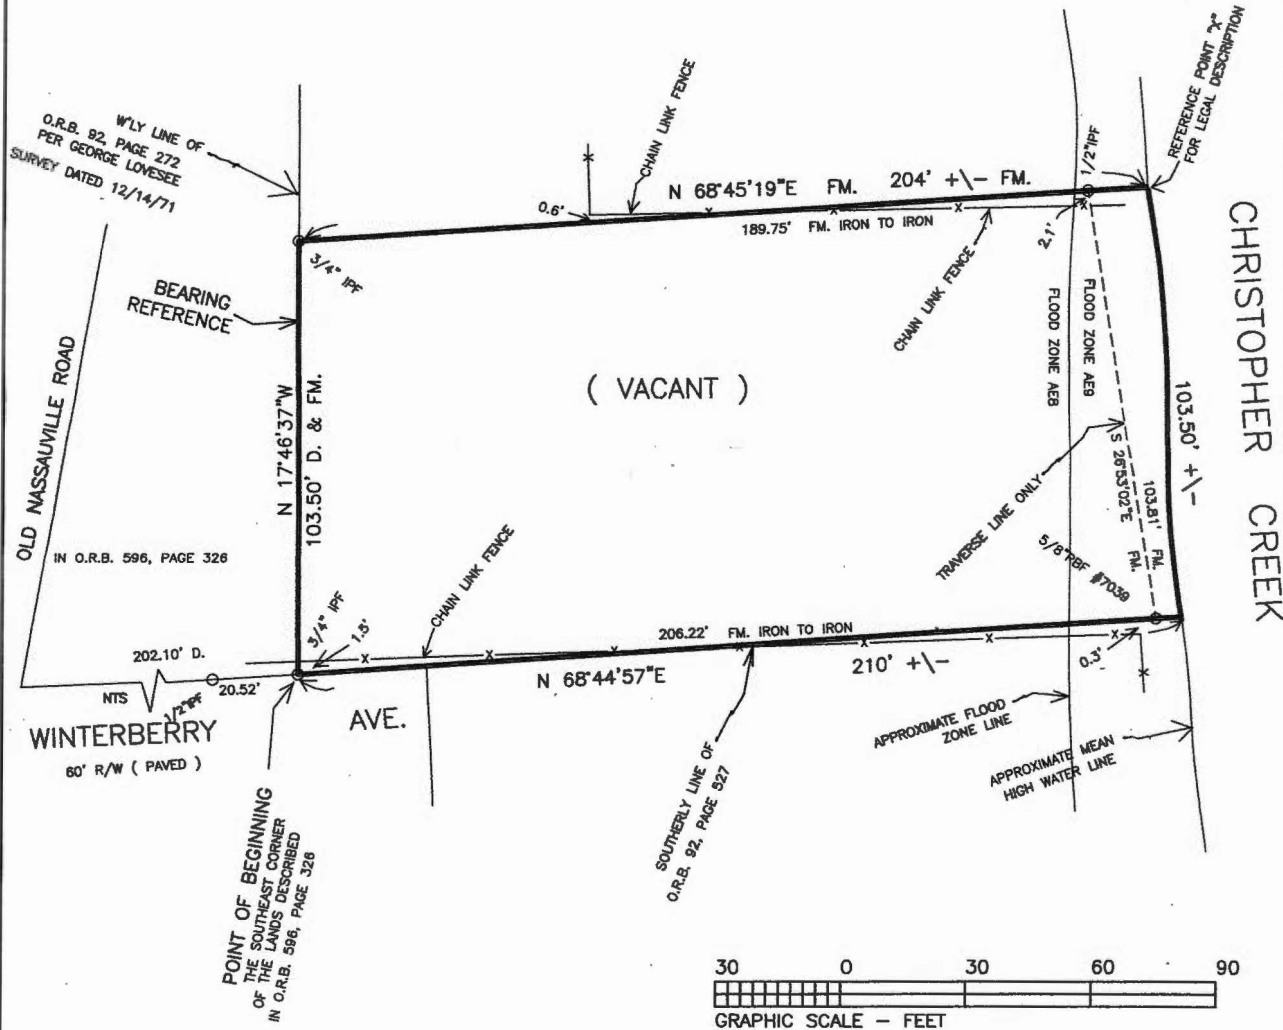 W'LY LINE OF
O.R.B. 92, PAGE 272
PER GEORGE LOVESEE
SURVEY DATED 12/14/71
CHAIN LINK FENCE
REFERENCE POINT "X"
FOR LEGAL DESCRIPTION
1/2"IPF
N 68°45'19"E FM. 204' +\- FM.
0.6'
189.75' FM. IRON TO IRON
2.1'
3/4" IPF
BEARING
REFERENCE
CHAIN LINK FENCE
FLOOD ZONE AE8
FLOOD ZONE AE9
CHRISTOPHER CREEK
( VACANT )
OLD NASSAUVILLE ROAD
N 17°46'37"W
103.50' D. & FM.
103.50' +\-
TRAVERSE LINE ONLY
S 26°53'02"E
103.81' FM.
FM.
IN O.R.B. 596, PAGE 326
CHAIN LINK FENCE
5/8"RBF #7039
3/4" IPF
1.5'
206.22' FM. IRON TO IRON
202.10' D.
210' +\-
0.3'
N 68°44'57"E
NTS
1/2"IPF
20.52'
WINTERBERRY AVE.
60' R/W ( PAVED )
APPROXIMATE FLOOD
ZONE LINE
APPROXIMATE MEAN
HIGH WATER LINE
SOUTHERLY LINE OF
O.R.B. 92, PAGE 527
POINT OF BEGINNING
THE SOUTHEAST CORNER
OF THE LANDS DESCRIBED
IN O.R.B. 596, PAGE 326
30 0 30 60 90
GRAPHIC SCALE – FEET